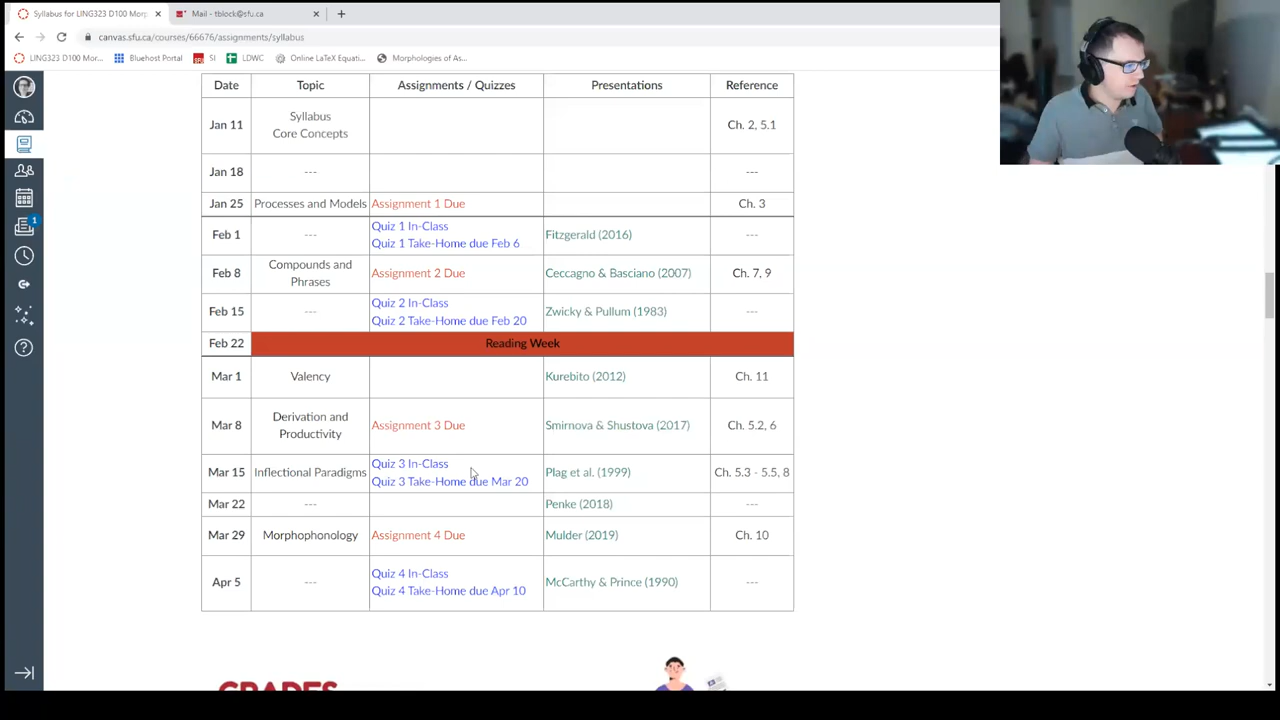 Syllabus for LING323 D100 Morp
Mail - tblock@sfu.ca
canvas.sfu.ca/courses/66676/assignments/syllabus
LING323 D100 Mor...
Bluehost Portal
SI
LDWC
Online LaTeX Equati...
Morphologies of As...
1
Date Topic Assignments / Quizzes Presentations Reference
Jan 11 Syllabus
Core Concepts Ch. 2, 5.1
Jan 18 --- ---
Jan 25 Processes and Models Assignment 1 Due Ch. 3
Feb 1 --- Quiz 1 In-Class
Quiz 1 Take-Home due Feb 6 Fitzgerald (2016) ---
Feb 8 Compounds and
Phrases Assignment 2 Due Ceccagno & Basciano (2007) Ch. 7, 9
Feb 15 --- Quiz 2 In-Class
Quiz 2 Take-Home due Feb 20 Zwicky & Pullum (1983) ---
Feb 22 Reading Week
Mar 1 Valency Kurebito (2012) Ch. 11
Mar 8 Derivation and
Productivity Assignment 3 Due Smirnova & Shustova (2017) Ch. 5.2, 6
Mar 15 Inflectional Paradigms Quiz 3 In-Class
Quiz 3 Take-Home due Mar 20 Plag et al. (1999) Ch. 5.3 - 5.5, 8
Mar 22 --- Penke (2018) ---
Mar 29 Morphophonology Assignment 4 Due Mulder (2019) Ch. 10
Apr 5 --- Quiz 4 In-Class
Quiz 4 Take-Home due Apr 10 McCarthy & Prince (1990) ---
GRADES